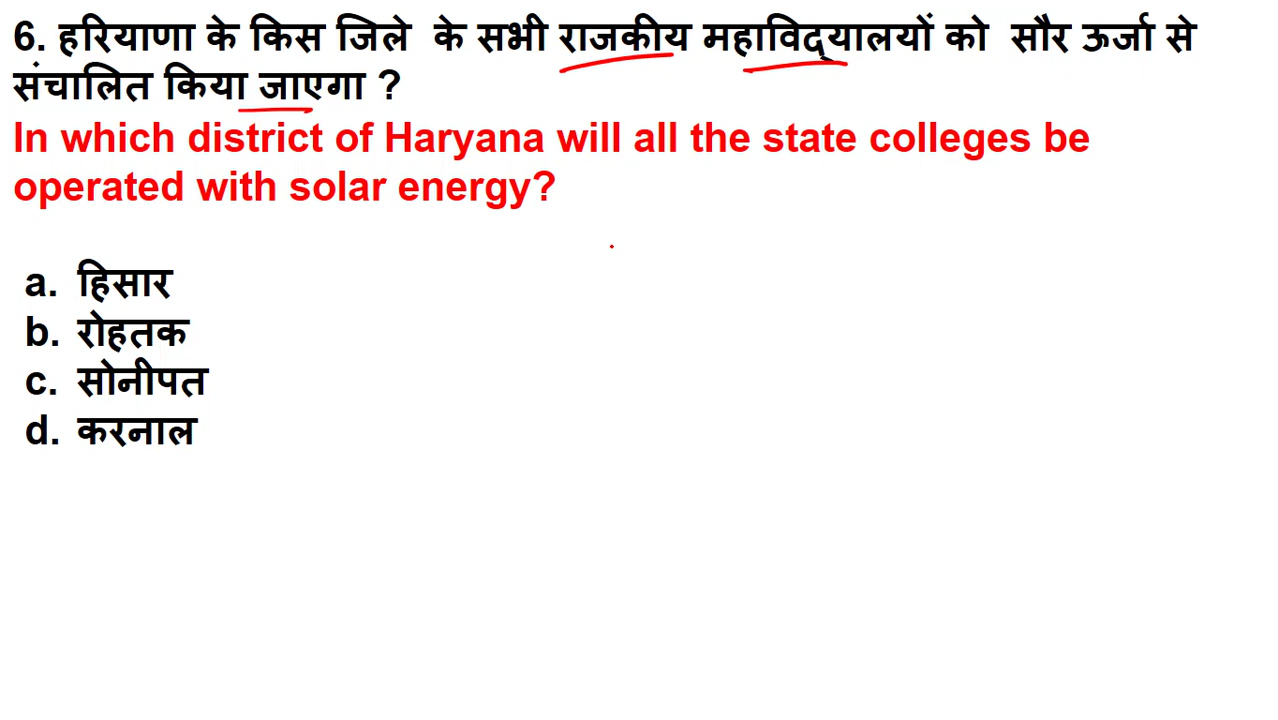 6. हरियाणा के किस जिले के सभी राजकीय महाविद्यालयों को सौर ऊर्जा से
संचालित किया जाएगा ?
In which district of Haryana will all the state colleges be
operated with solar energy?
a. हिसार
b. रोहतक
c. सोनीपत
d. करनाल